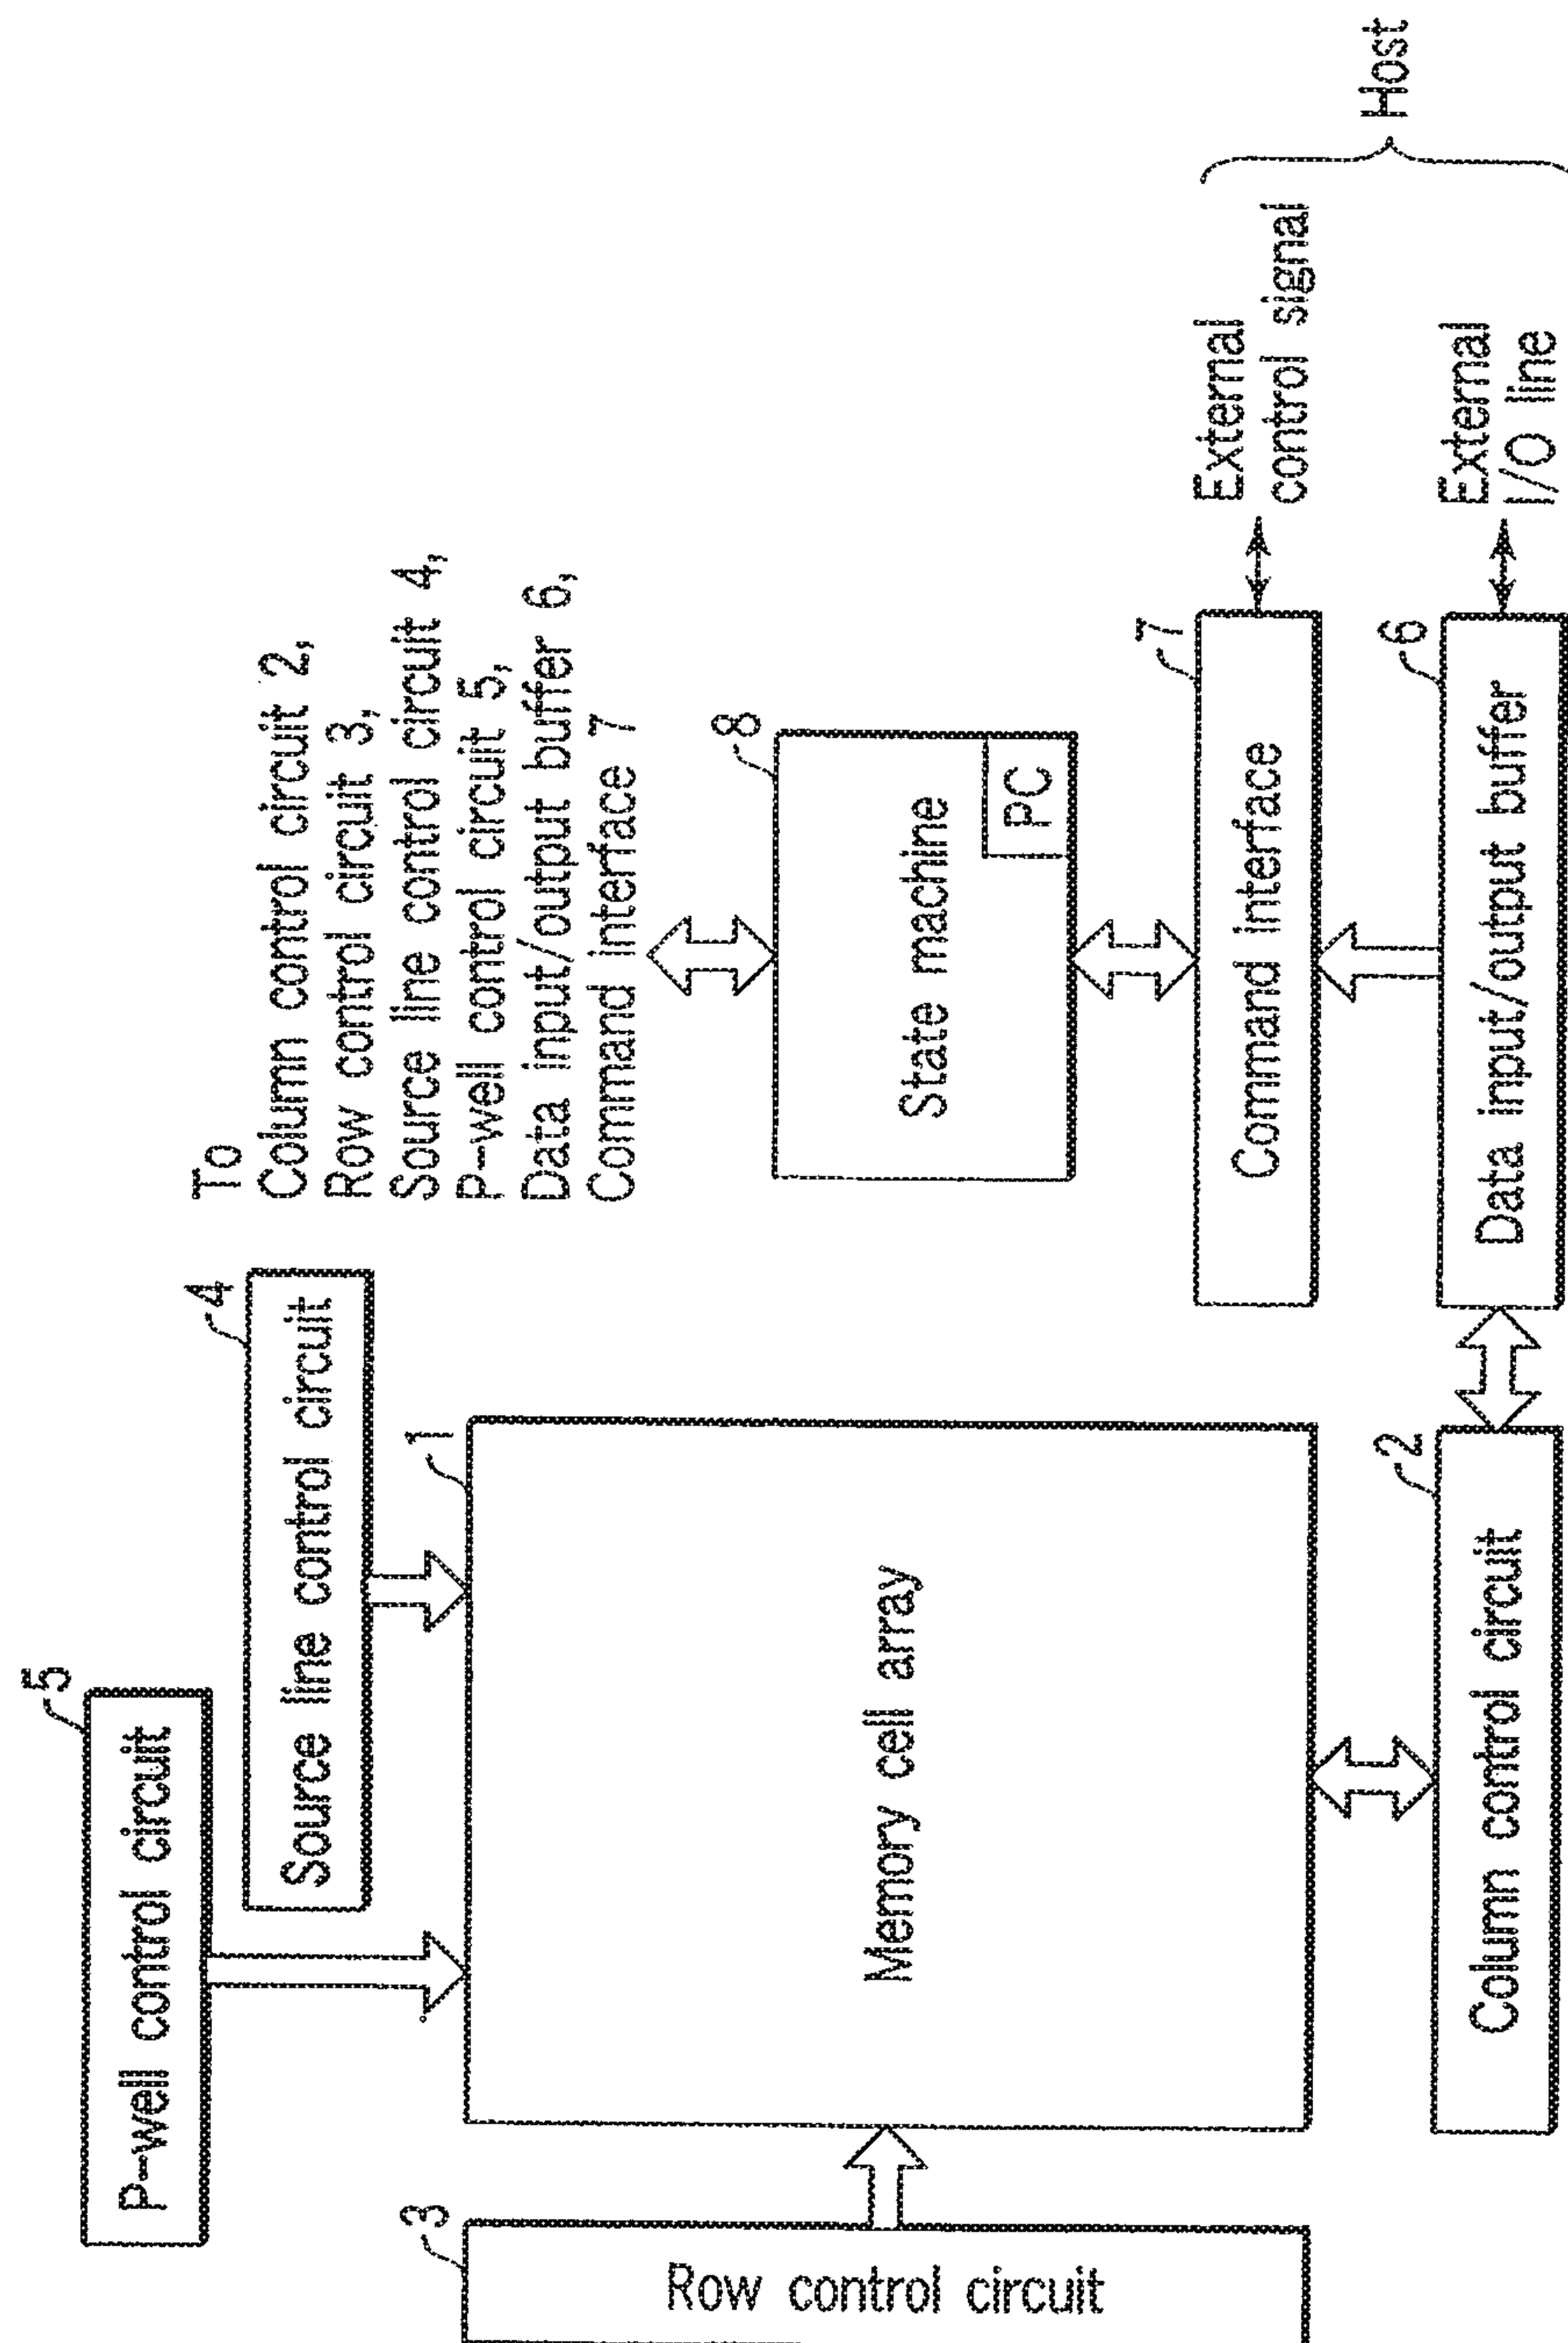 5
P-well control circuit
4
Source line control circuit
To
Column control circuit 2,
Row control circuit 3,
Source line control circuit 4,
P-well control circuit 5,
Data input/output buffer 6,
Command interface 7
3
Row control circuit
1
Memory cell array
8
State machine
PC
7
Command interface
External
control signal
Host
2
Column control circuit
6
Data input/output buffer
External
I/O line